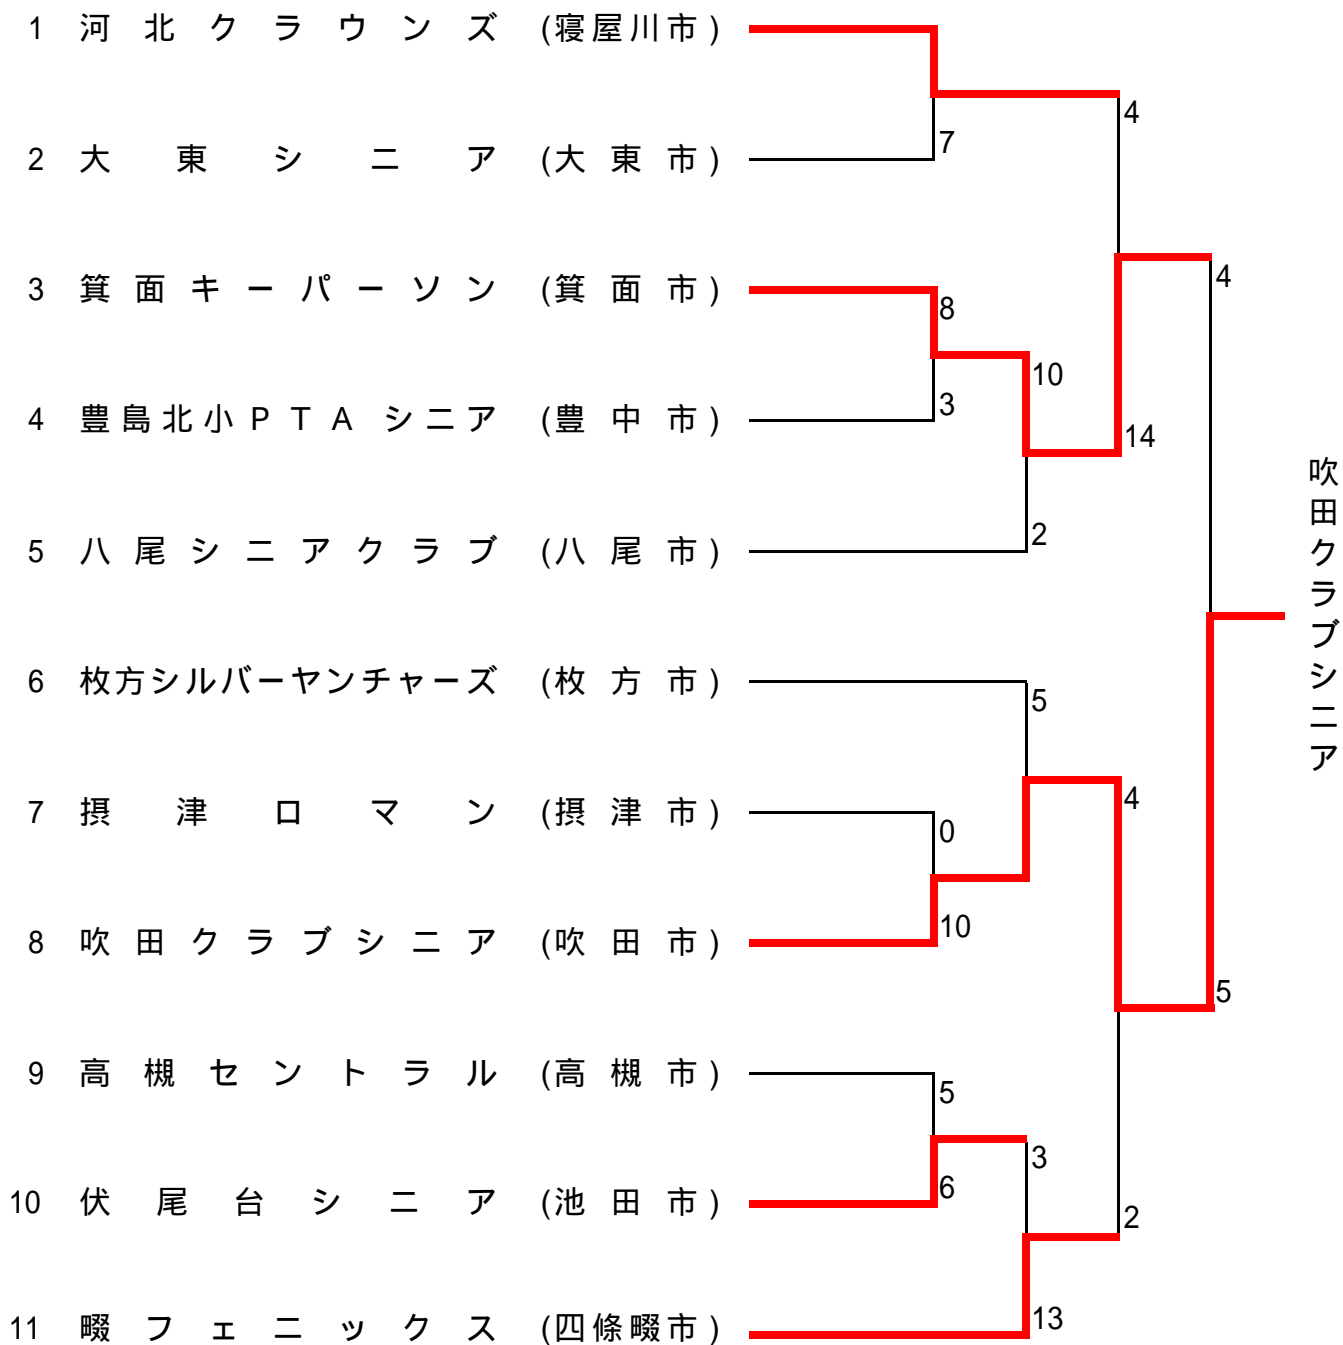 1 河北クラウンズ (寝屋川市)
4
7
2 大東シニア (大東市)
4
3 箕面キーパーソン (箕面市)
8
10
3
4 豊島北小PTAシニア (豊中市)
14
吹田クラブシニア
2
5 八尾シニアクラブ (八尾市)
6 枚方シルバーヤンチャーズ (枚方市)
5
4
7 摂津ロマン (摂津市)
0
10
8 吹田クラブシニア (吹田市)
5
9 高槻セントラル (高槻市)
5
3
6
10 伏尾台シニア (池田市)
2
13
11 畷フェニックス (四條畷市)